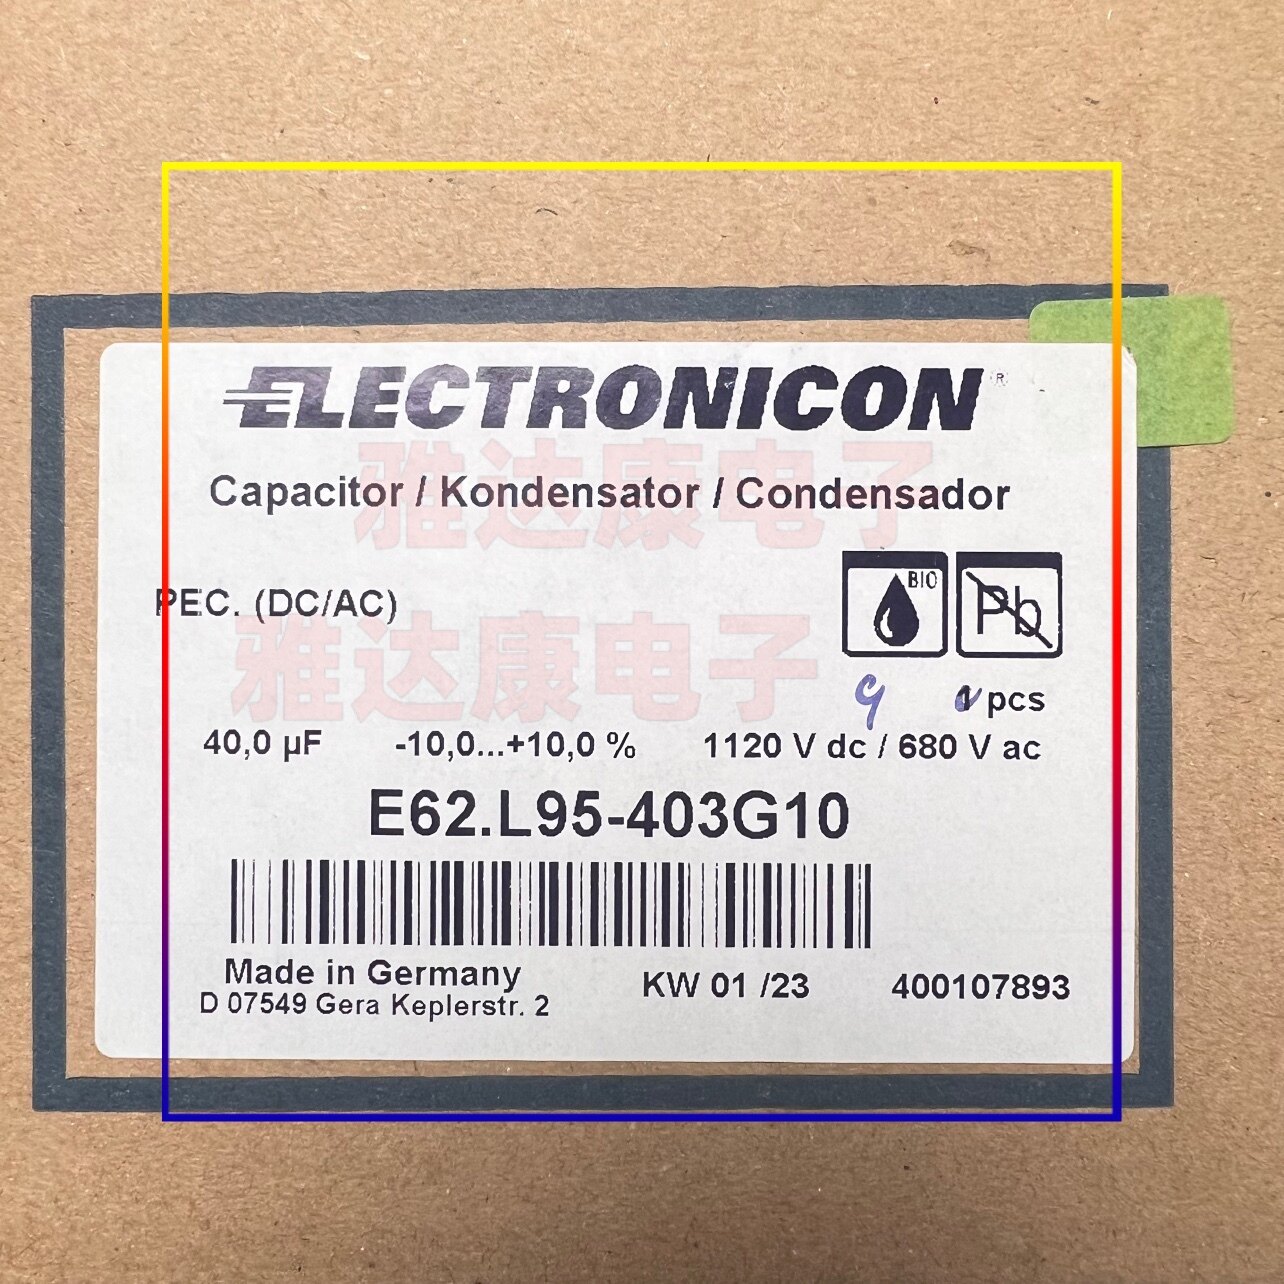 ELECTRONICON®
雅达康电子
Capacitor / Kondensator / Condensador
BIO Pb
PEC. (DC/AC)
雅达康电子
9 pcs
40,0 µF -10,0...+10,0 % 1120 V dc / 680 V ac
E62.L95-403G10
Made in Germany
KW 01 /23 400107893
D 07549 Gera Keplerstr. 2